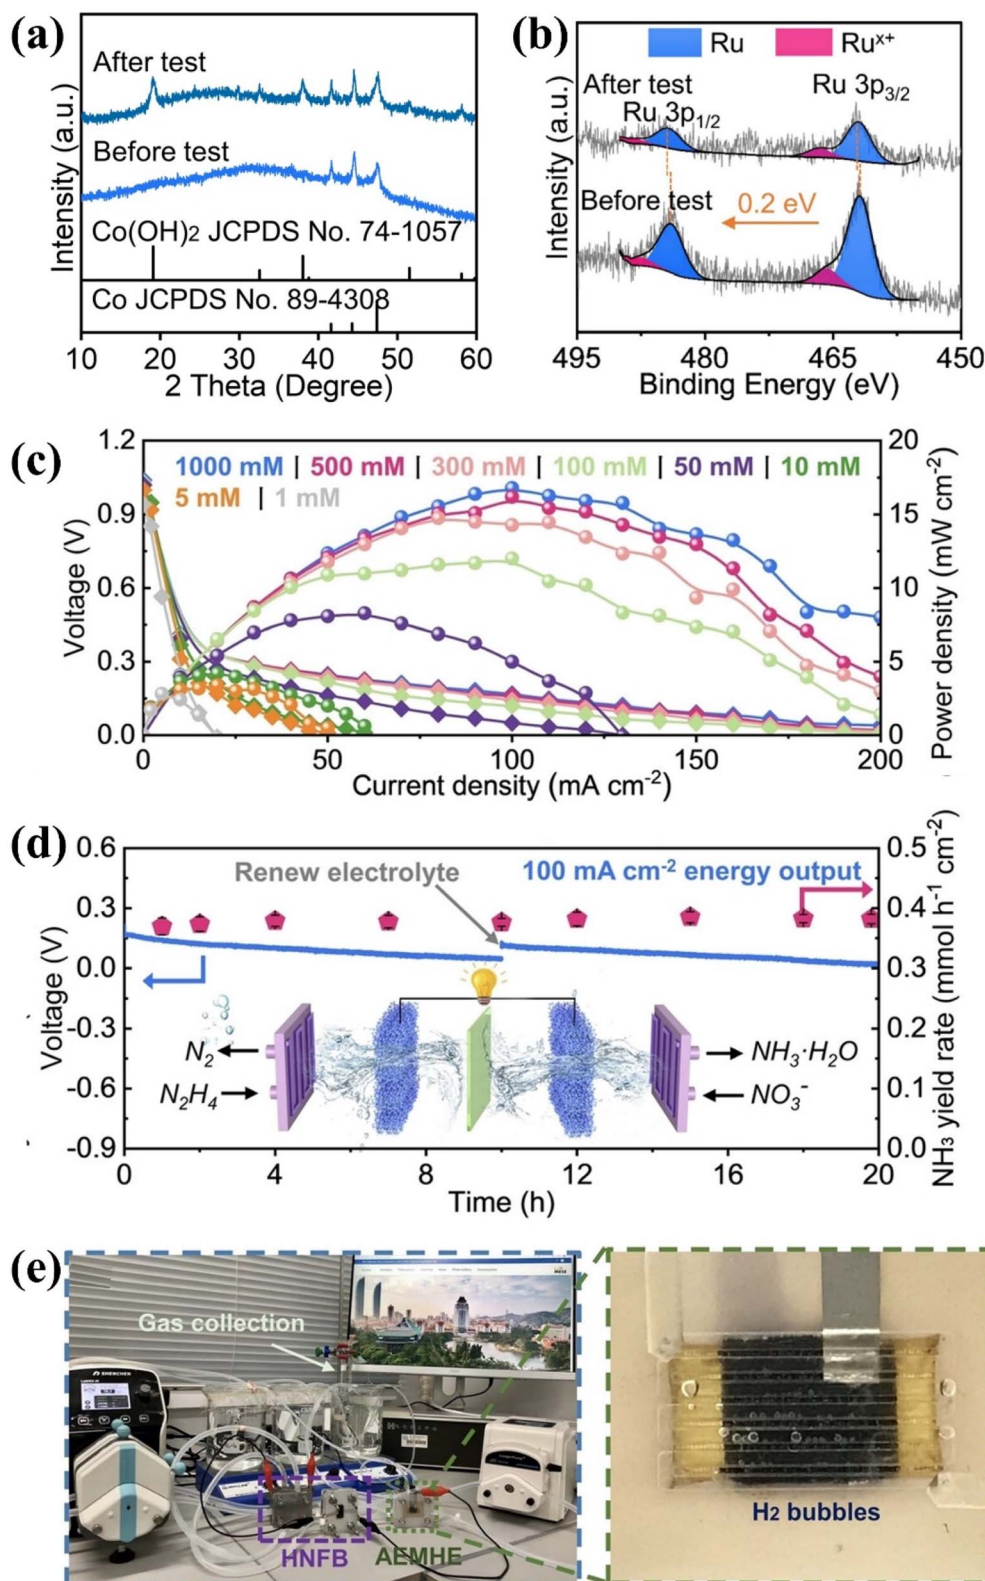 (a)
After test
Before test
Co(OH)₂ JCPDS No. 74-1057
Co JCPDS No. 89-4308
Intensity (a.u.)
10 20 30 40 50 60
2 Theta (Degree)
(b)
Ru Ruˣ⁺
After test
Ru 3p₁/₂
Ru 3p₃/₂
Before test
0.2 eV
Intensity (a.u.)
495 480 465 450
Binding Energy (eV)
(c)
1000 mM | 500 mM | 300 mM | 100 mM | 50 mM | 10 mM
5 mM | 1 mM
1.2
0.9
0.6
0.3
0.0
Voltage (V)
20
15
10
5
0
Power density (mW cm⁻²)
0 50 100 150 200
Current density (mA cm⁻²)
(d)
Renew electrolyte
100 mA cm⁻² energy output
0.6
0.3
0.0
-0.3
-0.6
-0.9
Voltage (V)
0.5
0.4
0.3
0.2
0.1
0.0
NH₃ yield rate (mmol h⁻¹ cm⁻²)
N₂
N₂H₄
NH₃·H₂O
NO₃⁻
0 4 8 12 16 20
Time (h)
(e)
Gas collection
SHENCHEN
HNFB
AEMHE
H₂ bubbles